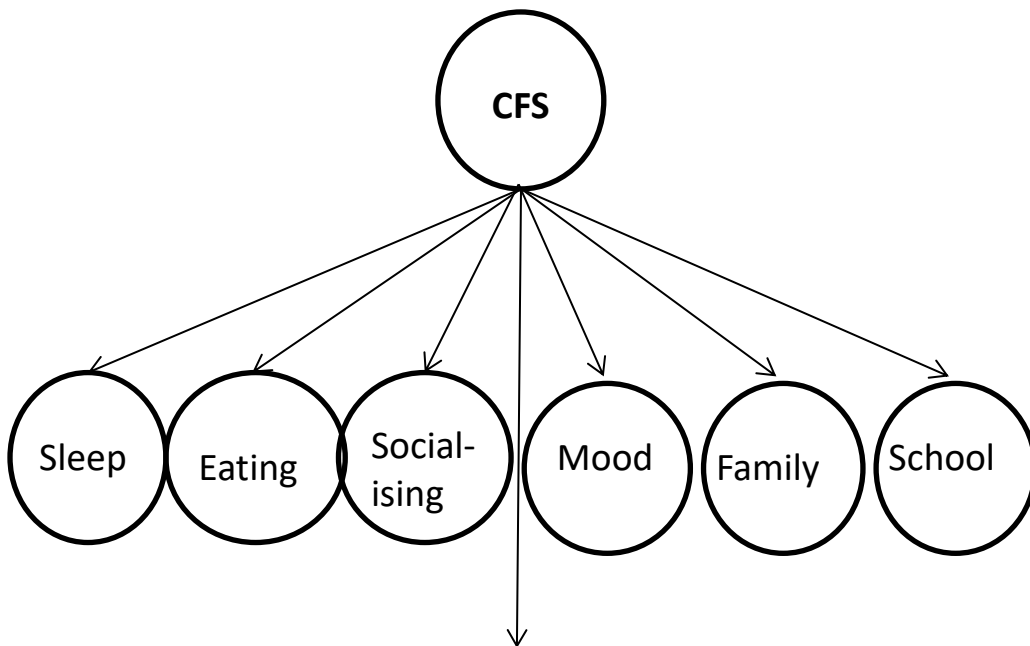 CFS
Sleep
Eating
Social-
ising
Mood
Family
School